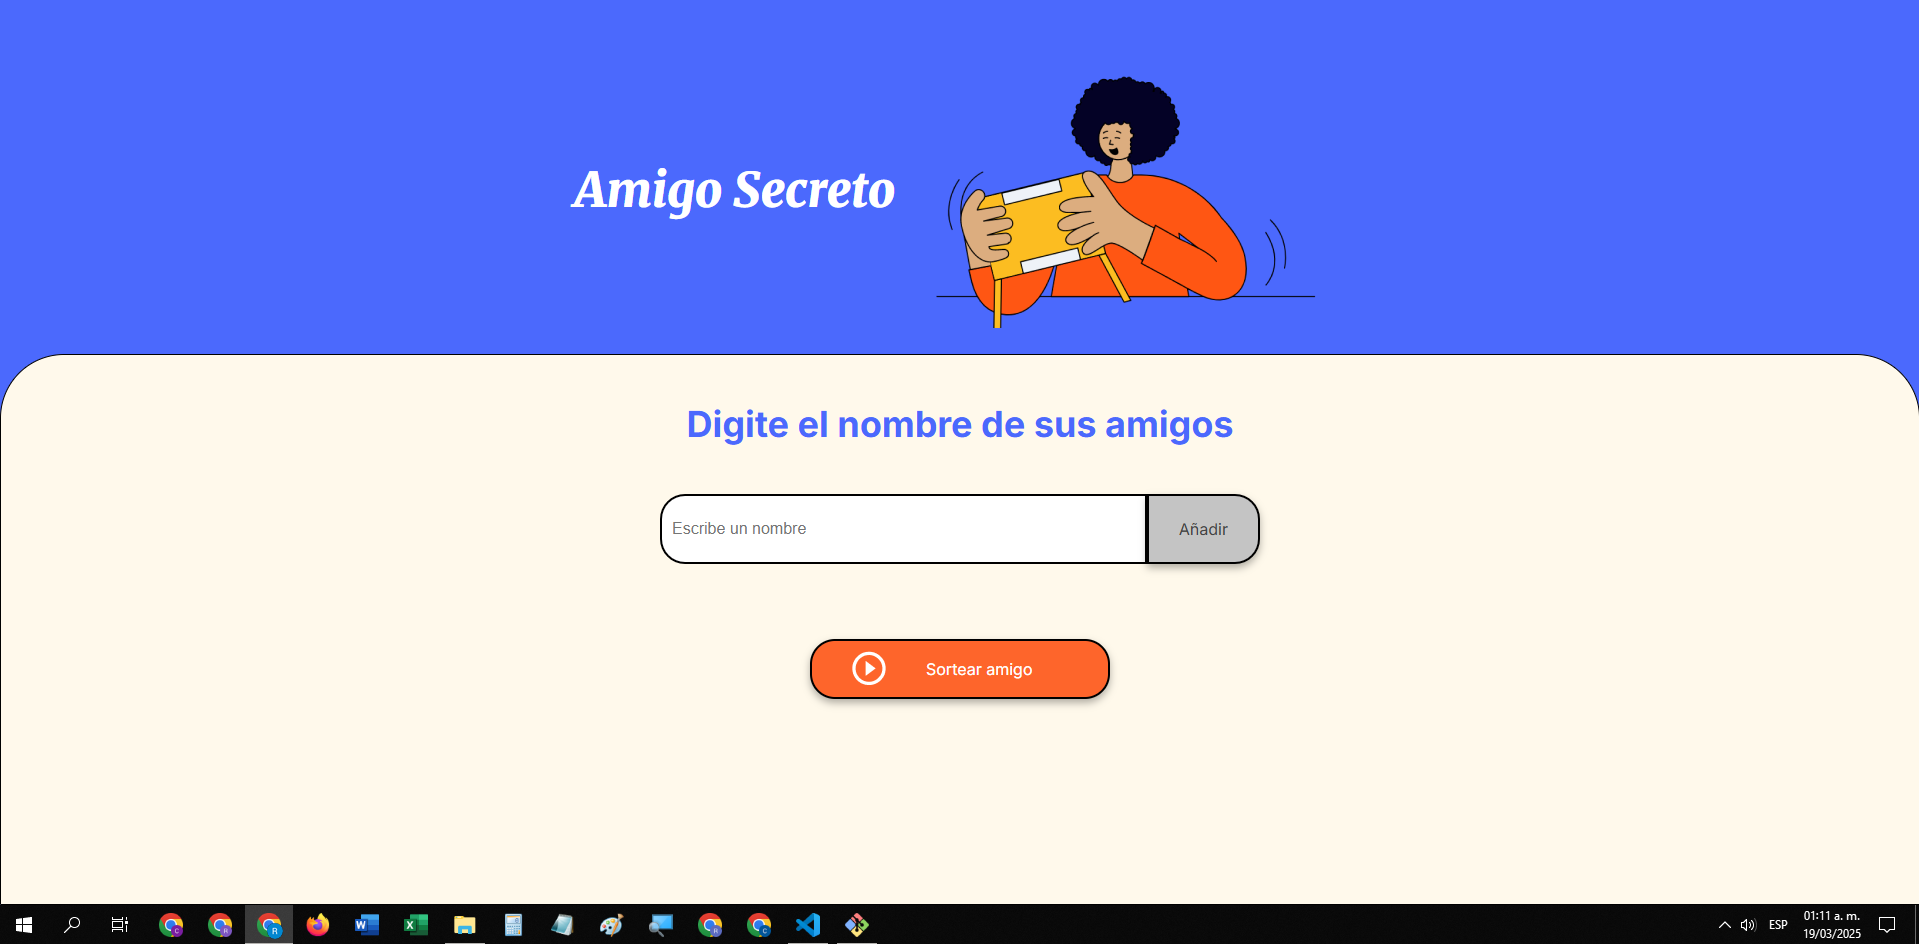 Amigo Secreto
Digite el nombre de sus amigos
Escribe un nombre
Añadir
Sortear amigo
ESP
01:11 a. m.
19/03/2025